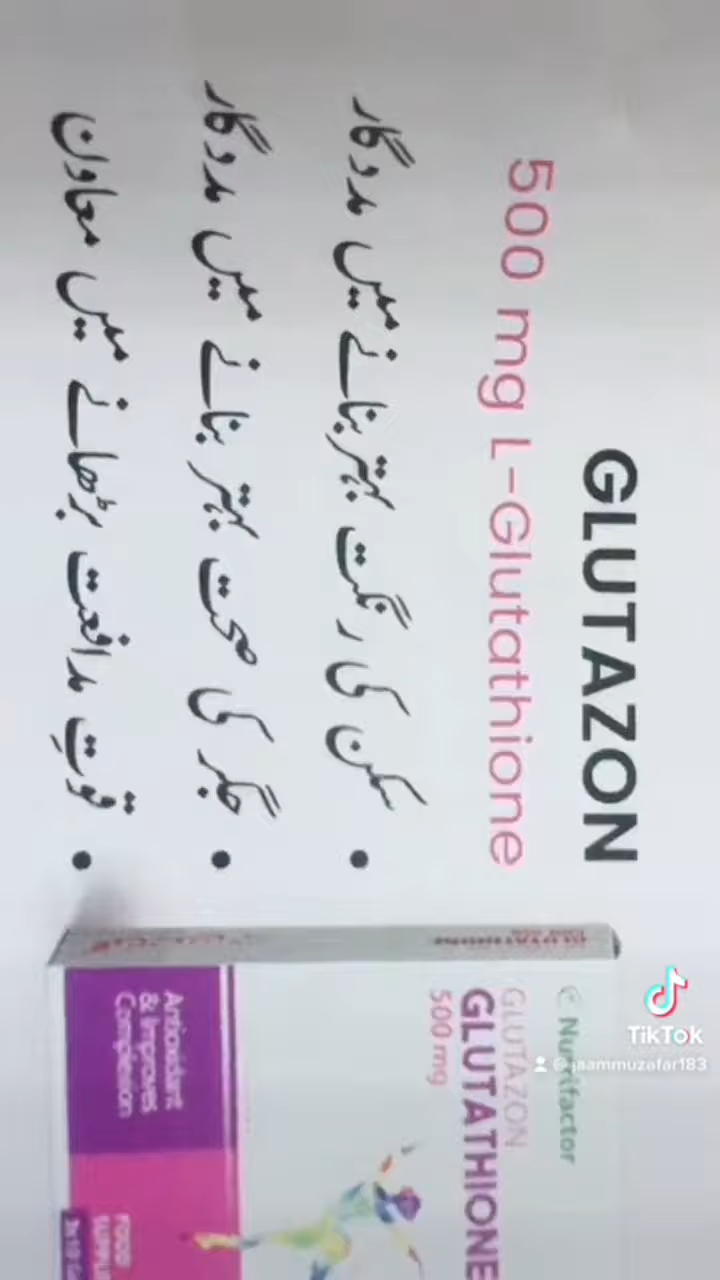 GLUTAZON
500 mg L-Glutathione
• سکن کی رنگت بہتر بنانے میں مددگار
• جگر کی صحت بہتر بنانے میں مددگار
• قوتِ مدافعت بڑھانے میں معاون
Nutrifactor
GLUTAZON
GLUTATHIONE
500 mg
Antioxidant
& Improves
Complexion
FOOD
TikTok
@jaammuzafar183